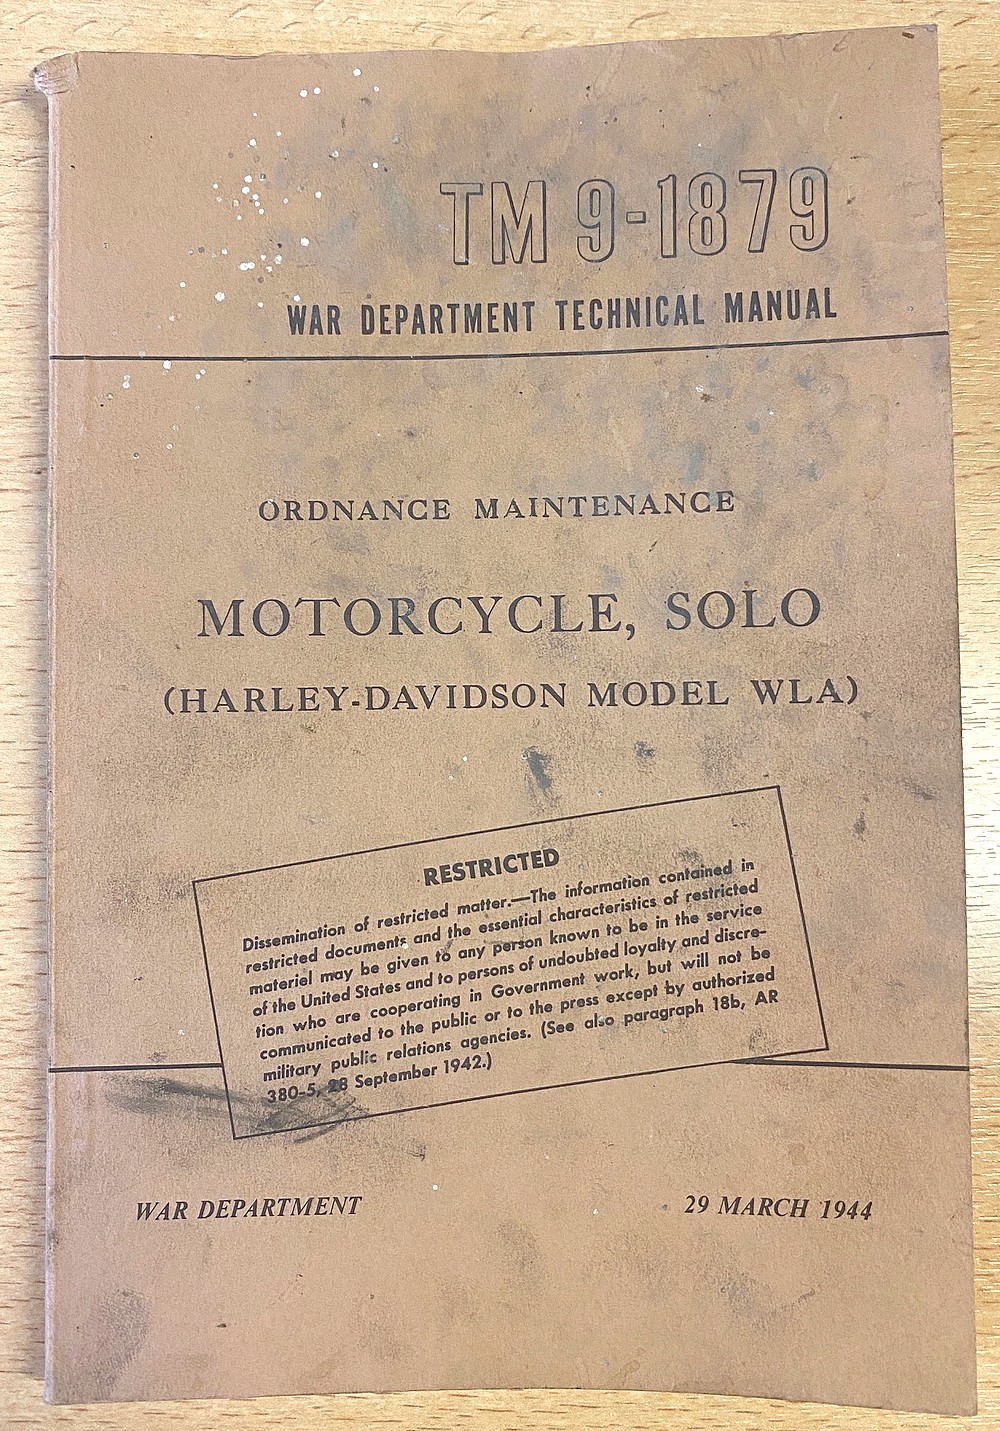 TM 9-1879
WAR DEPARTMENT TECHNICAL MANUAL
ORDNANCE MAINTENANCE
MOTORCYCLE, SOLO
(HARLEY-DAVIDSON MODEL WLA)
RESTRICTED
Dissemination of restricted matter.—The information contained in
restricted documents and the essential characteristics of restricted
materiel may be given to any person known to be in the service
of the United States and to persons of undoubted loyalty and discre-
tion who are cooperating in Government work, but will not be
communicated to the public or to the press except by authorized
military public relations agencies. (See also paragraph 18b, AR
380-5, 28 September 1942.)
WAR DEPARTMENT 29 MARCH 1944